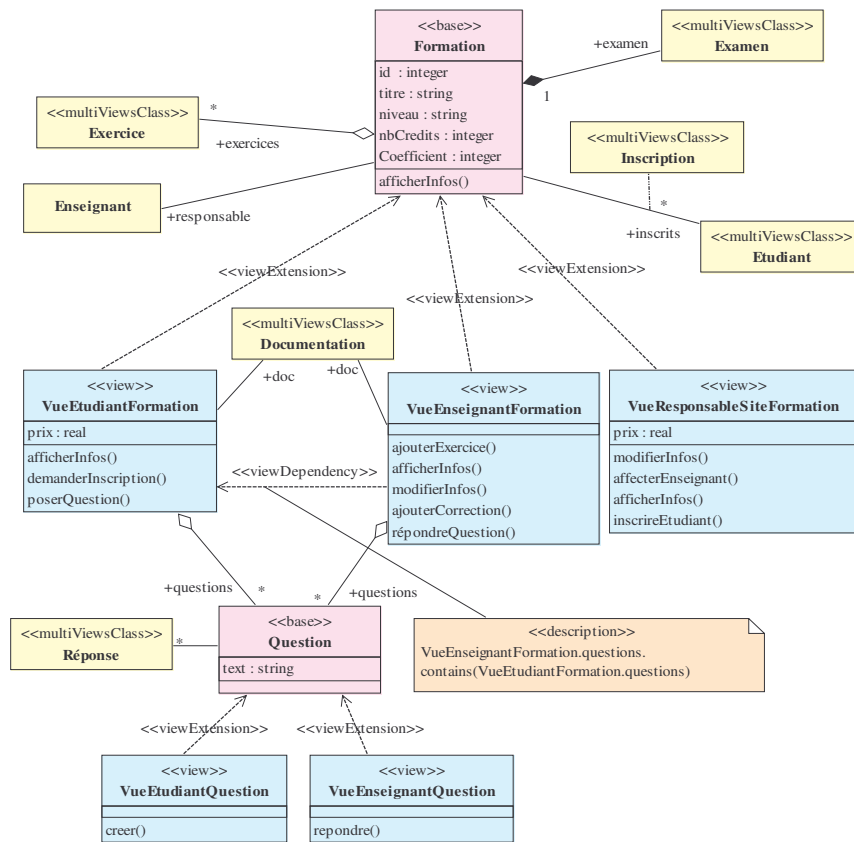 <<base>>
Formation
id : integer
titre : string
niveau : string
nbCredits : integer
Coefficient : integer
afficherInfos()
+examen
1
<<multiViewsClass>>
Examen
<<multiViewsClass>>
Exercice
*
+exercices
Enseignant
+responsable
<<multiViewsClass>>
Inscription
*
+inscrits
<<multiViewsClass>>
Etudiant
<<viewExtension>>
<<viewExtension>>
<<viewExtension>>
<<multiViewsClass>>
Documentation
+doc
+doc
<<view>>
VueEtudiantFormation
prix : real
afficherInfos()
demanderInscription()
poserQuestion()
<<viewDependency>>
<<view>>
VueEnseignantFormation
ajouterExercice()
afficherInfos()
modifierInfos()
ajouterCorrection()
répondreQuestion()
<<view>>
VueResponsableSiteFormation
prix : real
modifierInfos()
affecterEnseignant()
afficherInfos()
inscrireEtudiant()
+questions
*
*
+questions
<<multiViewsClass>>
Réponse
*
<<base>>
Question
text : string
<<description>>
VueEnseignantFormation.questions.
contains(VueEtudiantFormation.questions)
<<viewExtension>>
<<viewExtension>>
<<view>>
VueEtudiantQuestion
creer()
<<view>>
VueEnseignantQuestion
repondre()